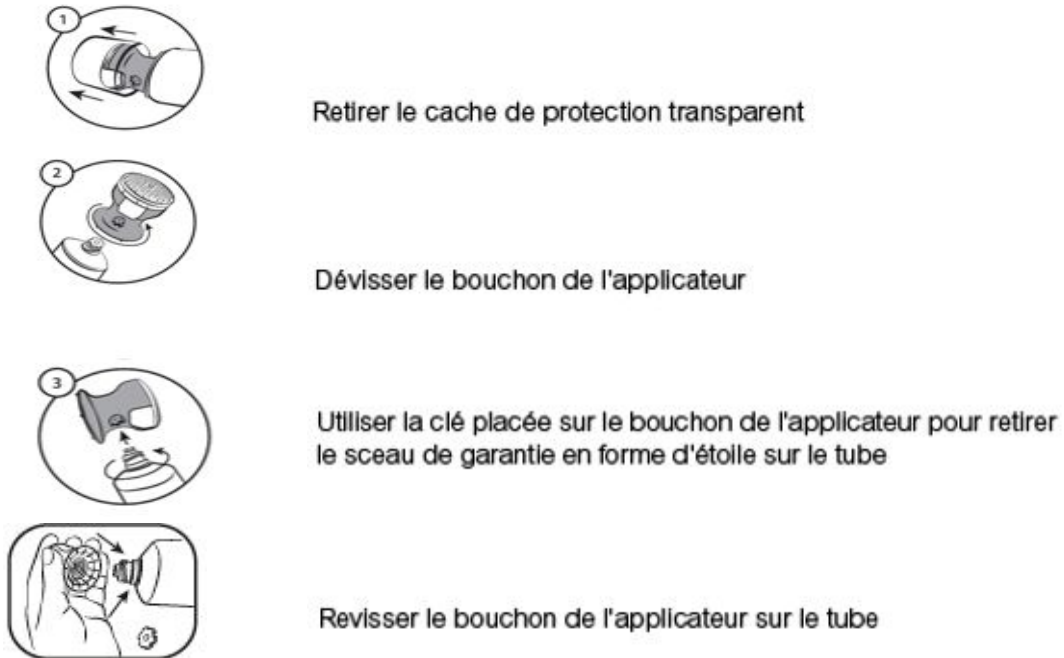 1
Retirer le cache de protection transparent
2
Dévisser le bouchon de l'applicateur
3
Utiliser la clé placée sur le bouchon de l'applicateur pour retirer
le sceau de garantie en forme d'étoile sur le tube
Revisser le bouchon de l'applicateur sur le tube